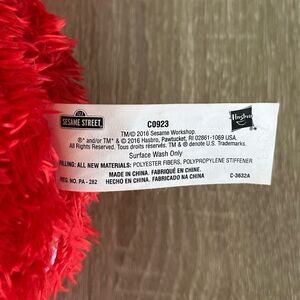 SESAME STREET
C0923
Hasbro
TM/© 2016 Sesame Workshop.
®* and/or TM* & © 2016 Hasbro, Pawtucket, RI 02861-1069 USA.
All Rights Reserved. Tous droits réservés. TM & ® denote U.S. Trademarks.
Surface Wash Only
FILLING: ALL NEW MATERIALS: POLYESTER FIBERS, POLYPROPYLENE STIFFENER
MADE IN CHINA. FABRIQUÉ EN CHINE.
REG. NO. PA - 282 HECHO EN CHINA. FABRICADO NA CHINA C-3632A